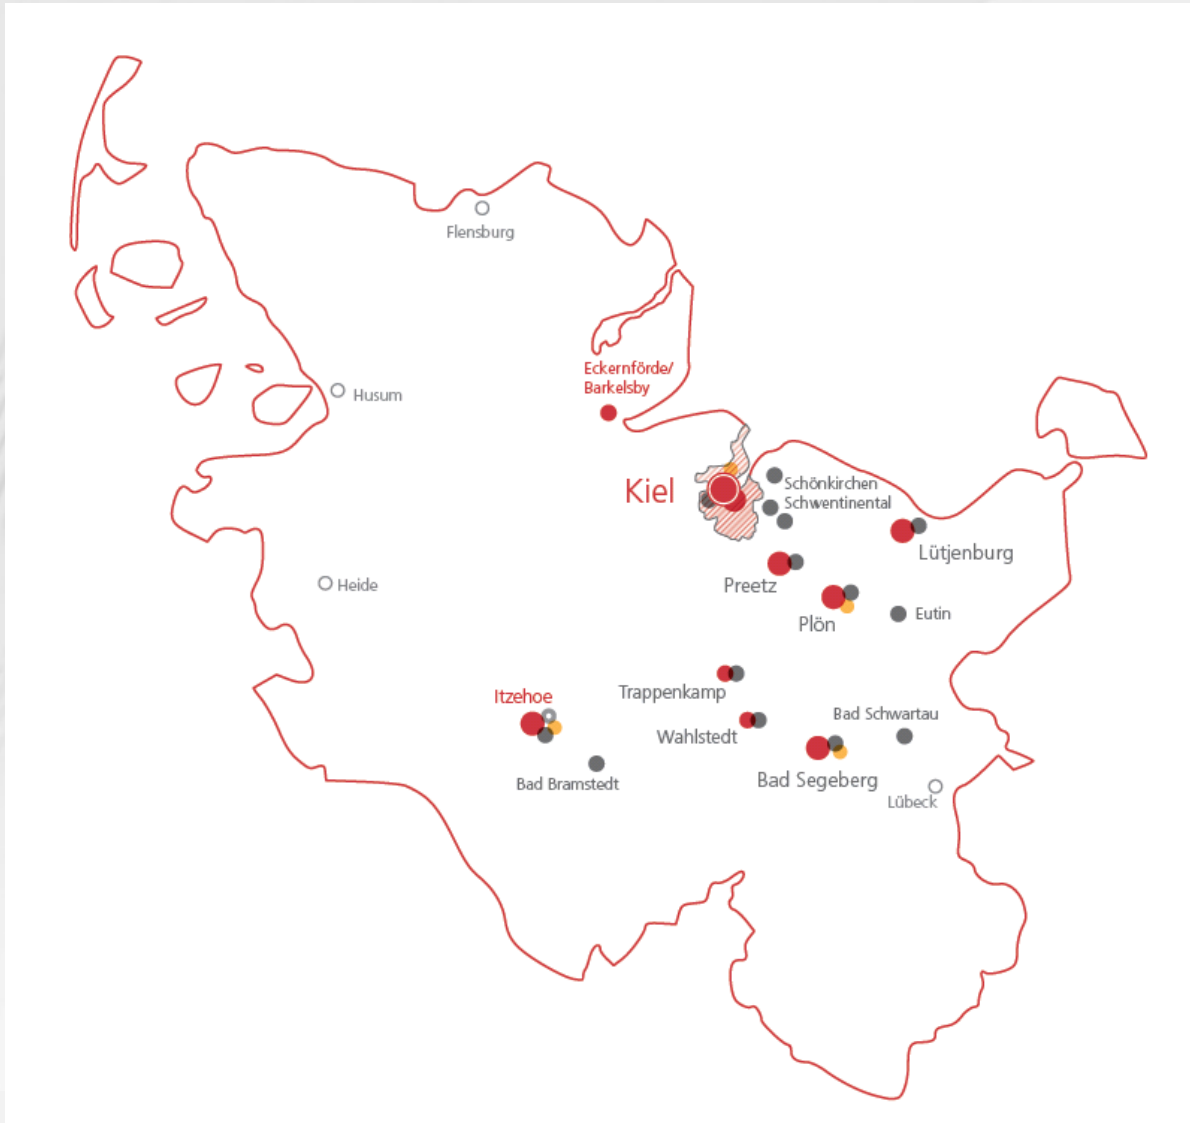 Flensburg
Eckernförde/
Barkelsby
Husum
Kiel
Schönkirchen
Schwentinental
Lütjenburg
Preetz
Heide
Plön
Eutin
Trappenkamp
Itzehoe
Bad Schwartau
Wahlstedt
Bad Segeberg
Bad Bramstedt
Lübeck